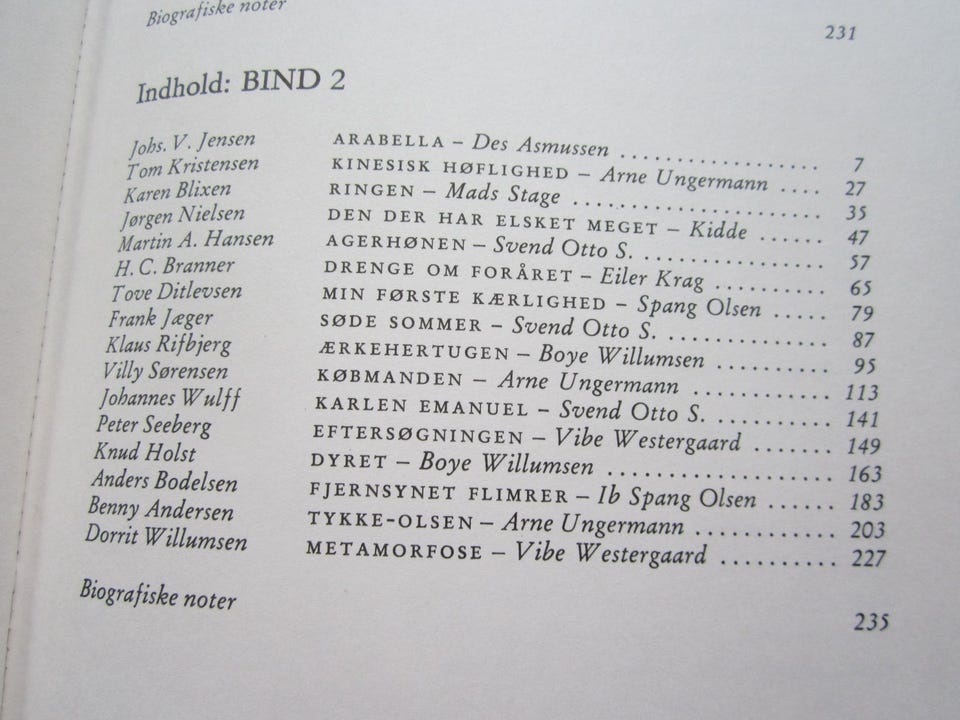 Biografiske noter 231
Indhold: BIND 2
Johs. V. Jensen ARABELLA – Des Asmussen .................. 7
Tom Kristensen KINESISK HØFLIGHED – Arne Ungermann .... 27
Karen Blixen RINGEN – Mads Stage ...................... 35
Jørgen Nielsen DEN DER HAR ELSKET MEGET – Kidde ...... 47
Martin A. Hansen AGERHØNEN – Svend Otto S. ................. 57
H. C. Branner DRENGE OM FORÅRET – Eiler Krag .......... 65
Tove Ditlevsen MIN FØRSTE KÆRLIGHED – Spang Olsen ..... 79
Frank Jæger SØDE SOMMER – Svend Otto S. ............... 87
Klaus Rifbjerg ÆRKEHERTUGEN – Boye Willumsen .......... 95
Villy Sørensen KØBMANDEN – Arne Ungermann ............ 113
Johannes Wulff KARLEN EMANUEL – Svend Otto S. .......... 141
Peter Seeberg EFTERSØGNINGEN – Vibe Westergaard ....... 149
Knud Holst DYRET – Boye Willumsen .................... 163
Anders Bodelsen FJERNSYNET FLIMRER – Ib Spang Olsen ...... 183
Benny Andersen TYKKE-OLSEN – Arne Ungermann ............ 203
Dorrit Willumsen METAMORFOSE – Vibe Westergaard .......... 227
Biografiske noter 235